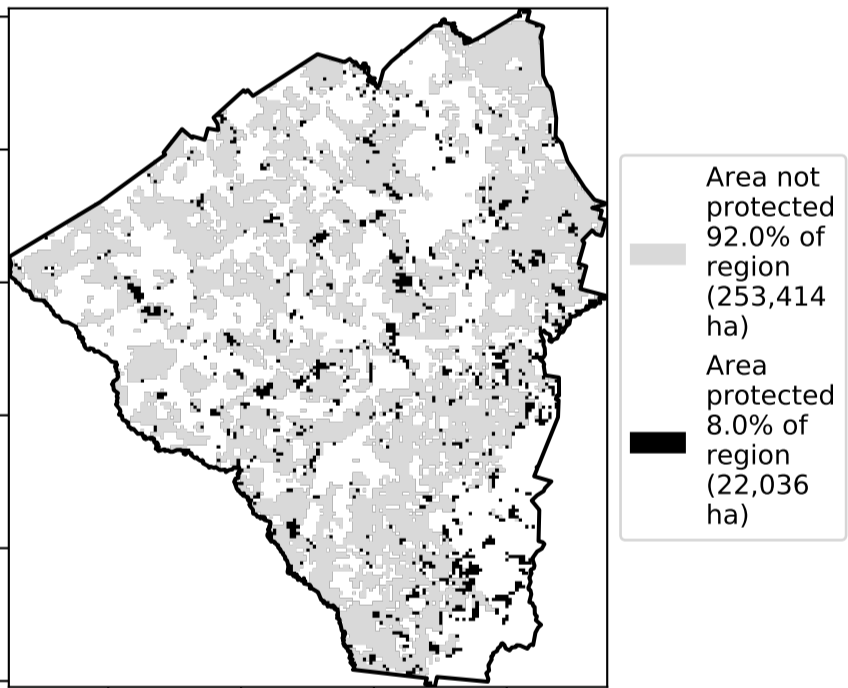 Area not
protected
92.0% of
region
(253,414
ha)
Area
protected
8.0% of
region
(22,036
ha)